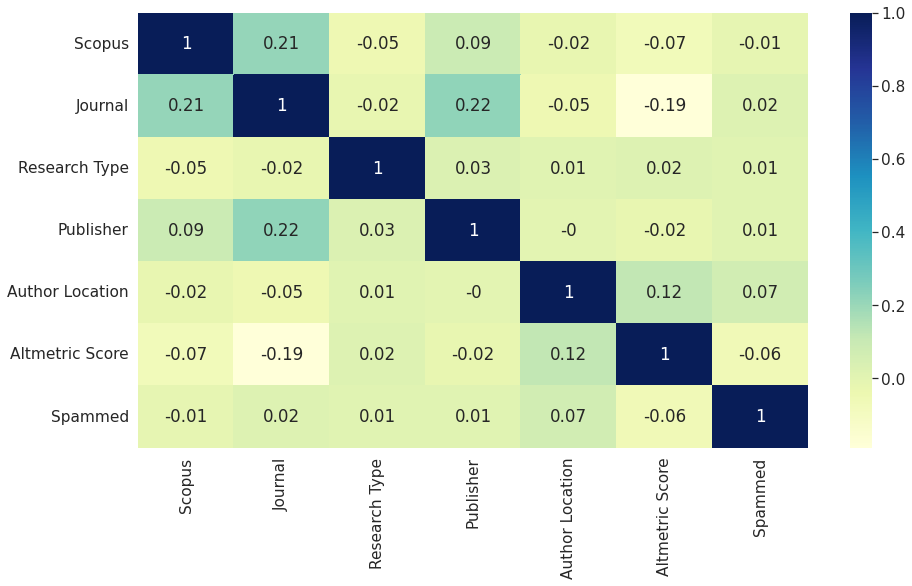 Scopus 1 0.21 -0.05 0.09 -0.02 -0.07 -0.01
Journal 0.21 1 -0.02 0.22 -0.05 -0.19 0.02
Research Type -0.05 -0.02 1 0.03 0.01 0.02 0.01
Publisher 0.09 0.22 0.03 1 -0 -0.02 0.01
Author Location -0.02 -0.05 0.01 -0 1 0.12 0.07
Altmetric Score -0.07 -0.19 0.02 -0.02 0.12 1 -0.06
Spammed -0.01 0.02 0.01 0.01 0.07 -0.06 1
Scopus
Journal
Research Type
Publisher
Author Location
Altmetric Score
Spammed
1.0
0.8
0.6
0.4
0.2
0.0